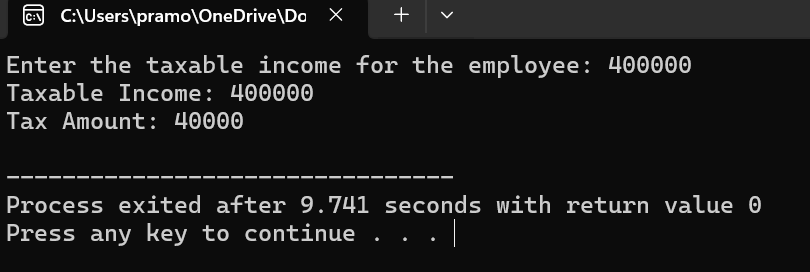 C:\Users\pramo\OneDrive\Do
Enter the taxable income for the employee: 400000
Taxable Income: 400000
Tax Amount: 40000
--------------------------------
Process exited after 9.741 seconds with return value 0
Press any key to continue . . .